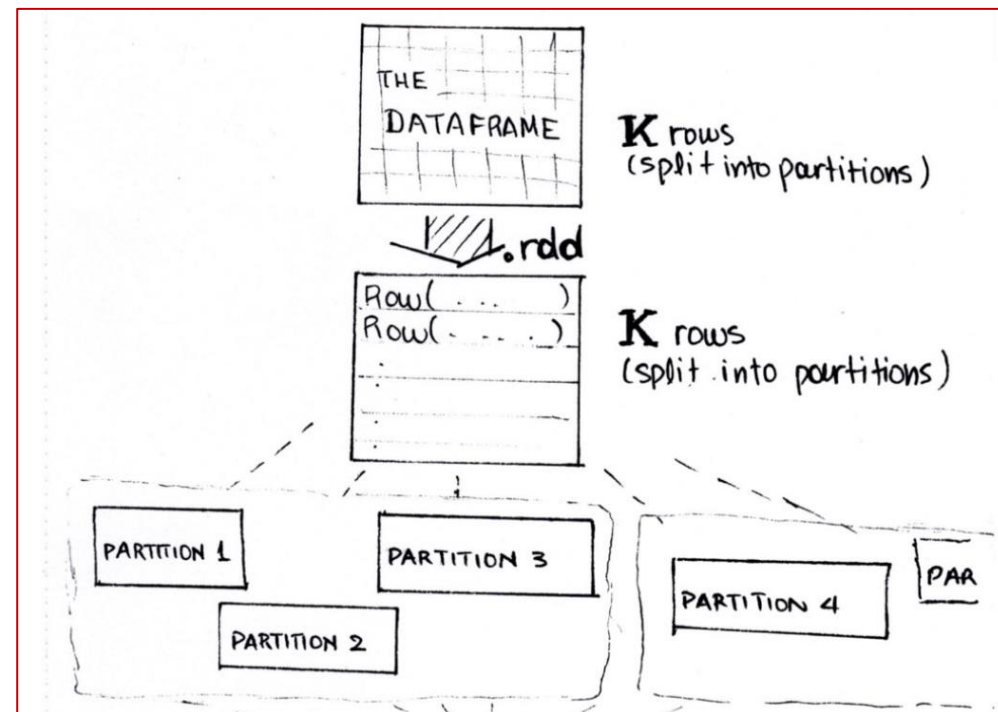 THE
DATAFRAME
K rows
(split into partitions)
.rdd
Row( . . . )
Row( . . . . )
K rows
(split into partitions)
PARTITION 1
PARTITION 3
PARTITION 2
PARTITION 4
PAR